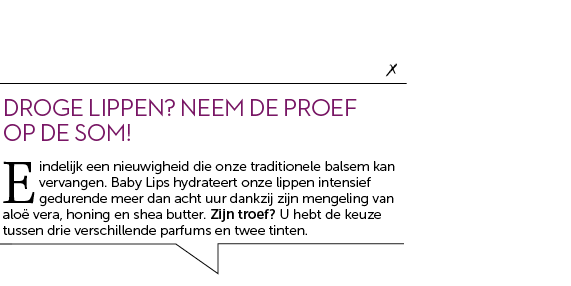 DROGE LIPPEN? NEEM DE PROEF
OP DE SOM!
Eindelijk een nieuwigheid die onze traditionele balsem kan
vervangen. Baby Lips hydrateert onze lippen intensief
gedurende meer dan acht uur dankzij zijn mengeling van
aloë vera, honing en shea butter. Zijn troef? U hebt de keuze
tussen drie verschillende parfums en twee tinten.